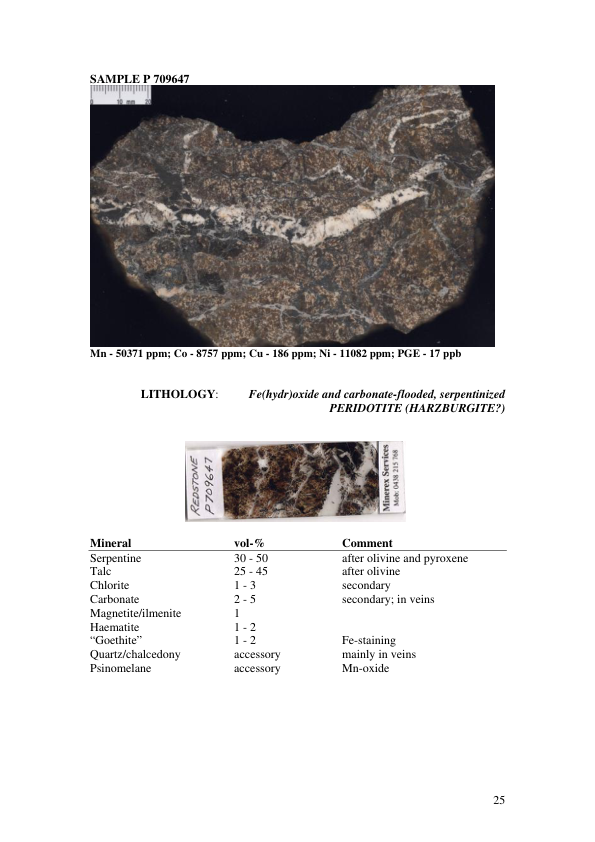 SAMPLE P 709647
0 10 mm 20
Mn - 50371 ppm; Co - 8757 ppm; Cu - 186 ppm; Ni - 11082 ppm; PGE - 17 ppb
LITHOLOGY: Fe(hydr)oxide and carbonate-flooded, serpentinized
PERIDOTITE (HARZBURGITE?)
REDSTONE
P709647
Minerex Services
Mob: 0438 215 768
Mineral vol-% Comment
Serpentine 30 - 50 after olivine and pyroxene
Talc 25 - 45 after olivine
Chlorite 1 - 3 secondary
Carbonate 2 - 5 secondary; in veins
Magnetite/ilmenite 1
Haematite 1 - 2
“Goethite” 1 - 2 Fe-staining
Quartz/chalcedony accessory mainly in veins
Psinomelane accessory Mn-oxide
25